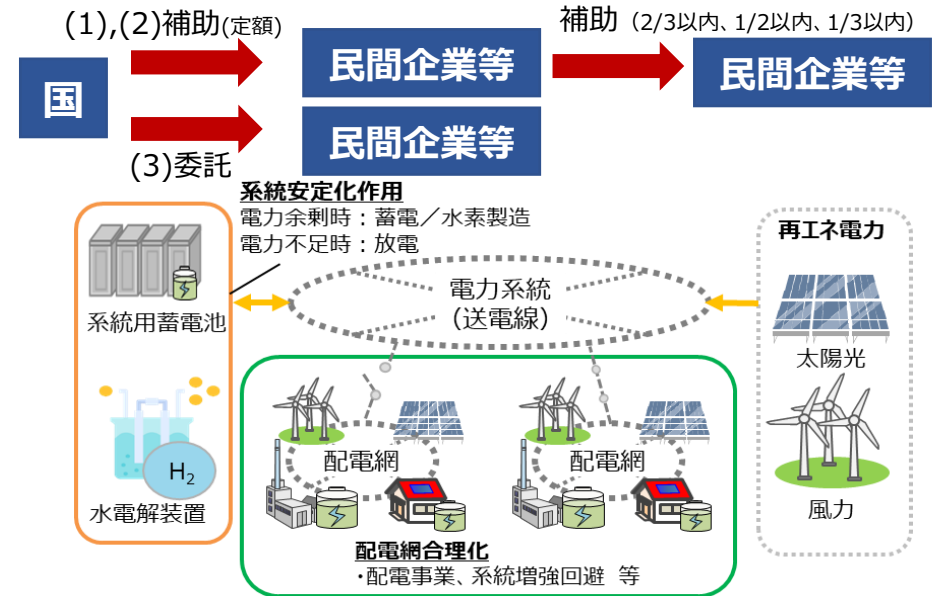 (1),(2)補助(定額)
補助（2/3以内、1/2以内、1/3以内）
国
民間企業等
民間企業等
民間企業等
(3)委託
系統安定化作用
電力余剰時：蓄電／水素製造
電力不足時：放電
再エネ電力
電力系統
（送電線）
系統用蓄電池
太陽光
配電網
配電網
H₂
水電解装置
風力
配電網合理化
・配電事業、系統増強回避 等